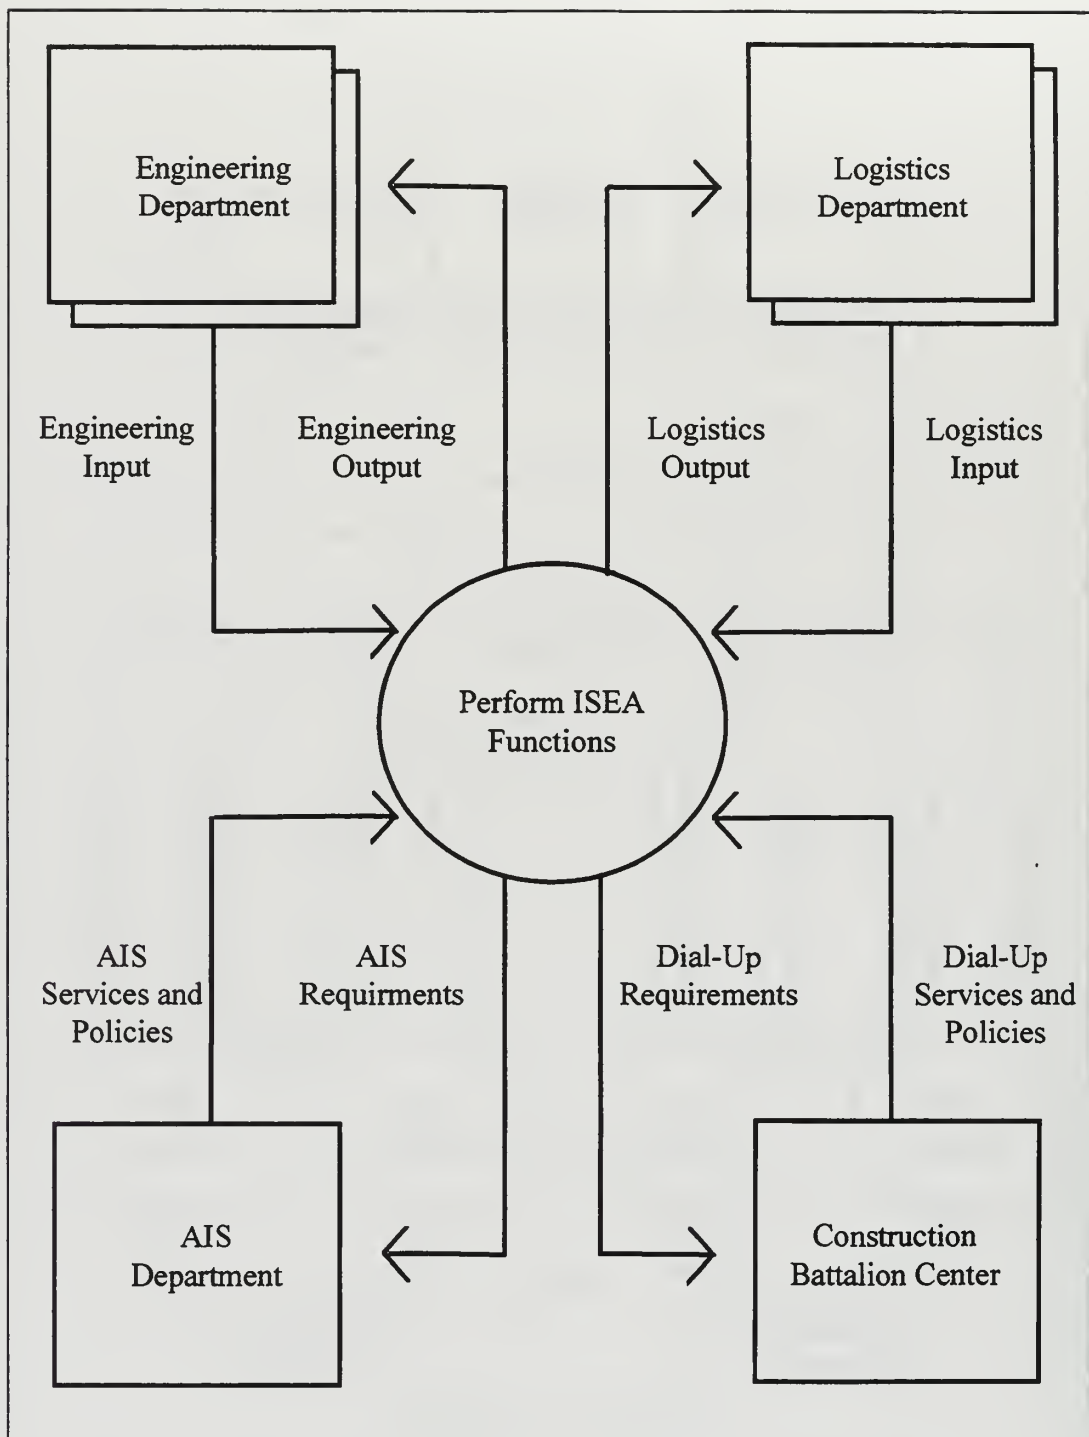 Engineering
Department
Logistics
Department
Engineering
Input
Engineering
Output
Logistics
Output
Logistics
Input
Perform ISEA
Functions
AIS
Services and
Policies
AIS
Requirments
Dial-Up
Requirements
Dial-Up
Services and
Policies
AIS
Department
Construction
Battalion Center